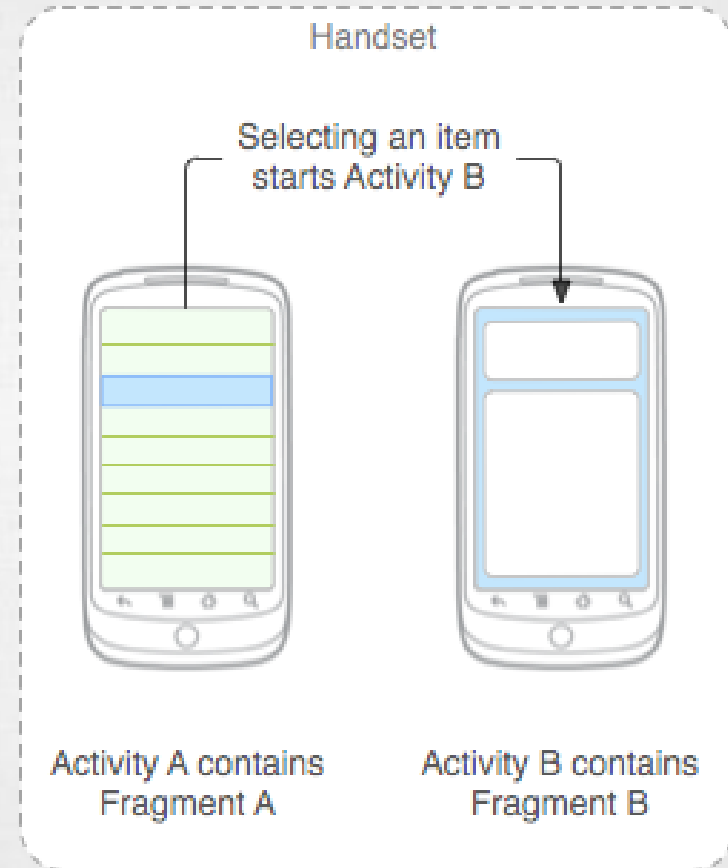 Handset
Selecting an item
starts Activity B
Activity A contains
Fragment A
Activity B contains
Fragment B